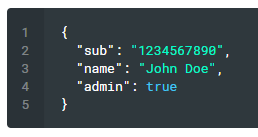 1 {
2   "sub": "1234567890",
3   "name": "John Doe",
4   "admin": true
5 }